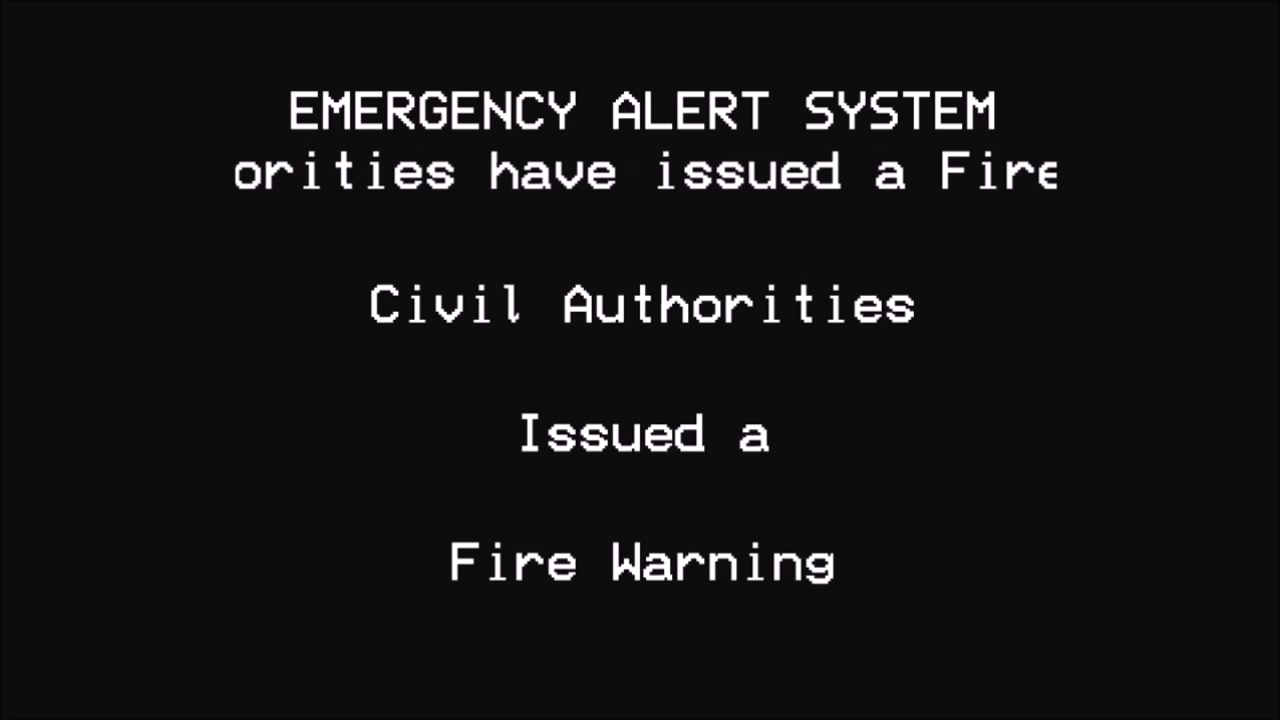 EMERGENCY ALERT SYSTEM
orities have issued a Fire
Civil Authorities
Issued a
Fire Warning